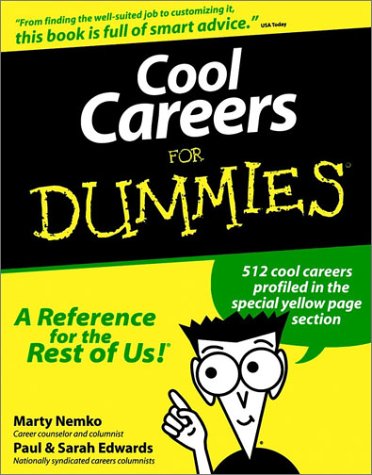 "From finding the well-suited job to customizing it,
this book is full of smart advice."
USA Today
Cool
Careers
FOR
DUMMIES®
512 cool careers
profiled in the
special yellow page
section
A Reference
for the
Rest of Us!®
Marty Nemko
Career counselor and columnist
Paul & Sarah Edwards
Nationally syndicated careers columnists